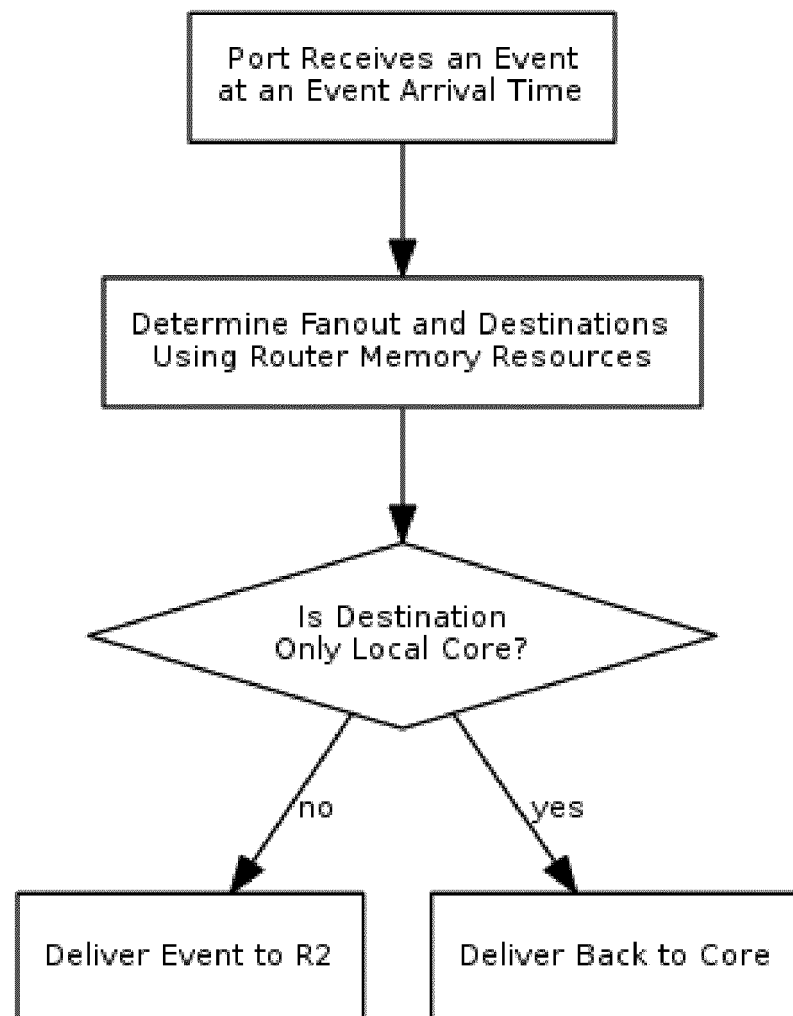 Port Receives an Event
at an Event Arrival Time
Determine Fanout and Destinations
Using Router Memory Resources
Is Destination
Only Local Core?
no
yes
Deliver Event to R2
Deliver Back to Core